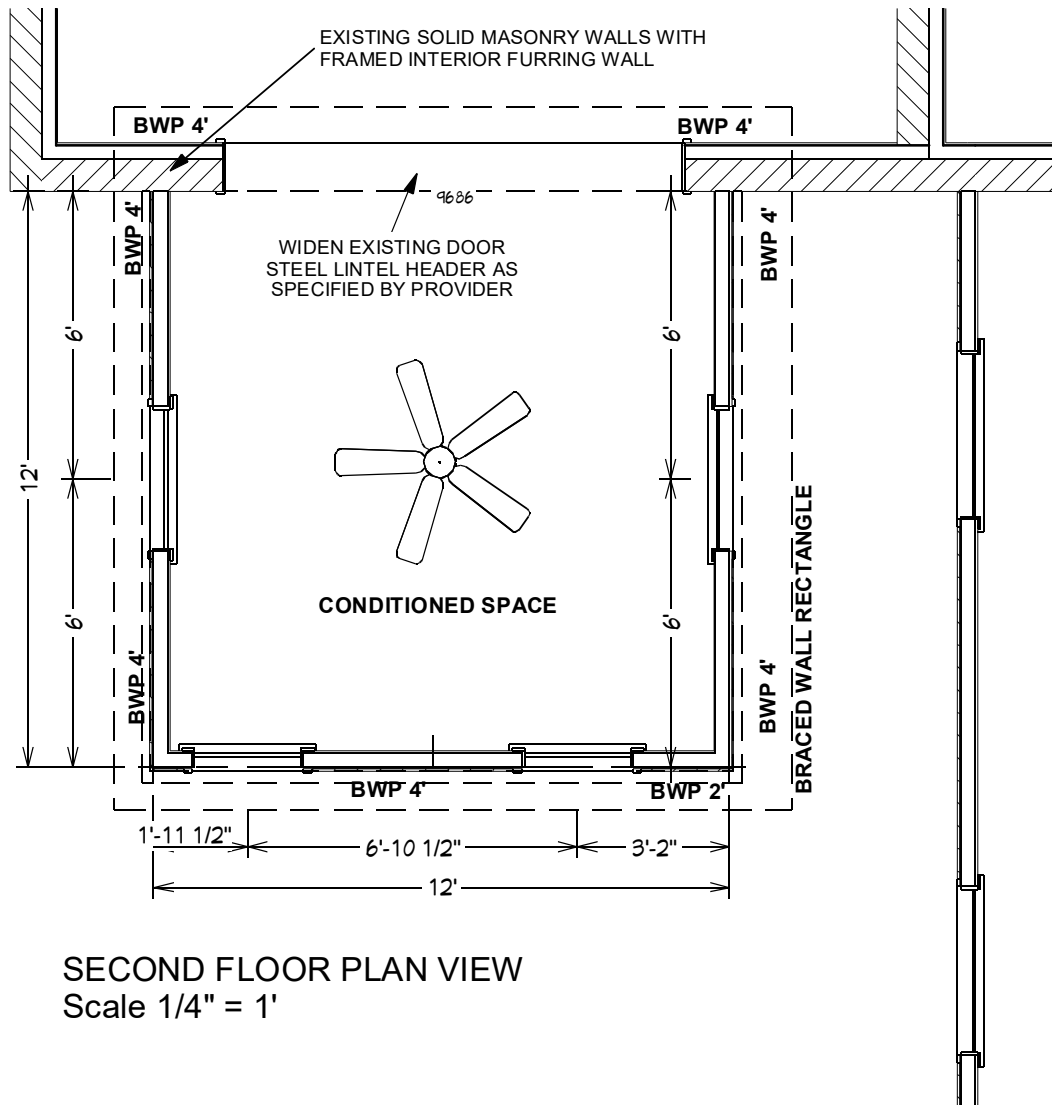 EXISTING SOLID MASONRY WALLS WITH
FRAMED INTERIOR FURRING WALL
BWP 4'
BWP 4'
9686
BWP 4'
BWP 4'
WIDEN EXISTING DOOR
STEEL LINTEL HEADER AS
SPECIFIED BY PROVIDER
6'
6'
12'
CONDITIONED SPACE
6'
6'
BWP 4'
BWP 4'
BRACED WALL RECTANGLE
BWP 4'
BWP 2'
1'-11 1/2"
6'-10 1/2"
3'-2"
12'
SECOND FLOOR PLAN VIEW
Scale 1/4" = 1'